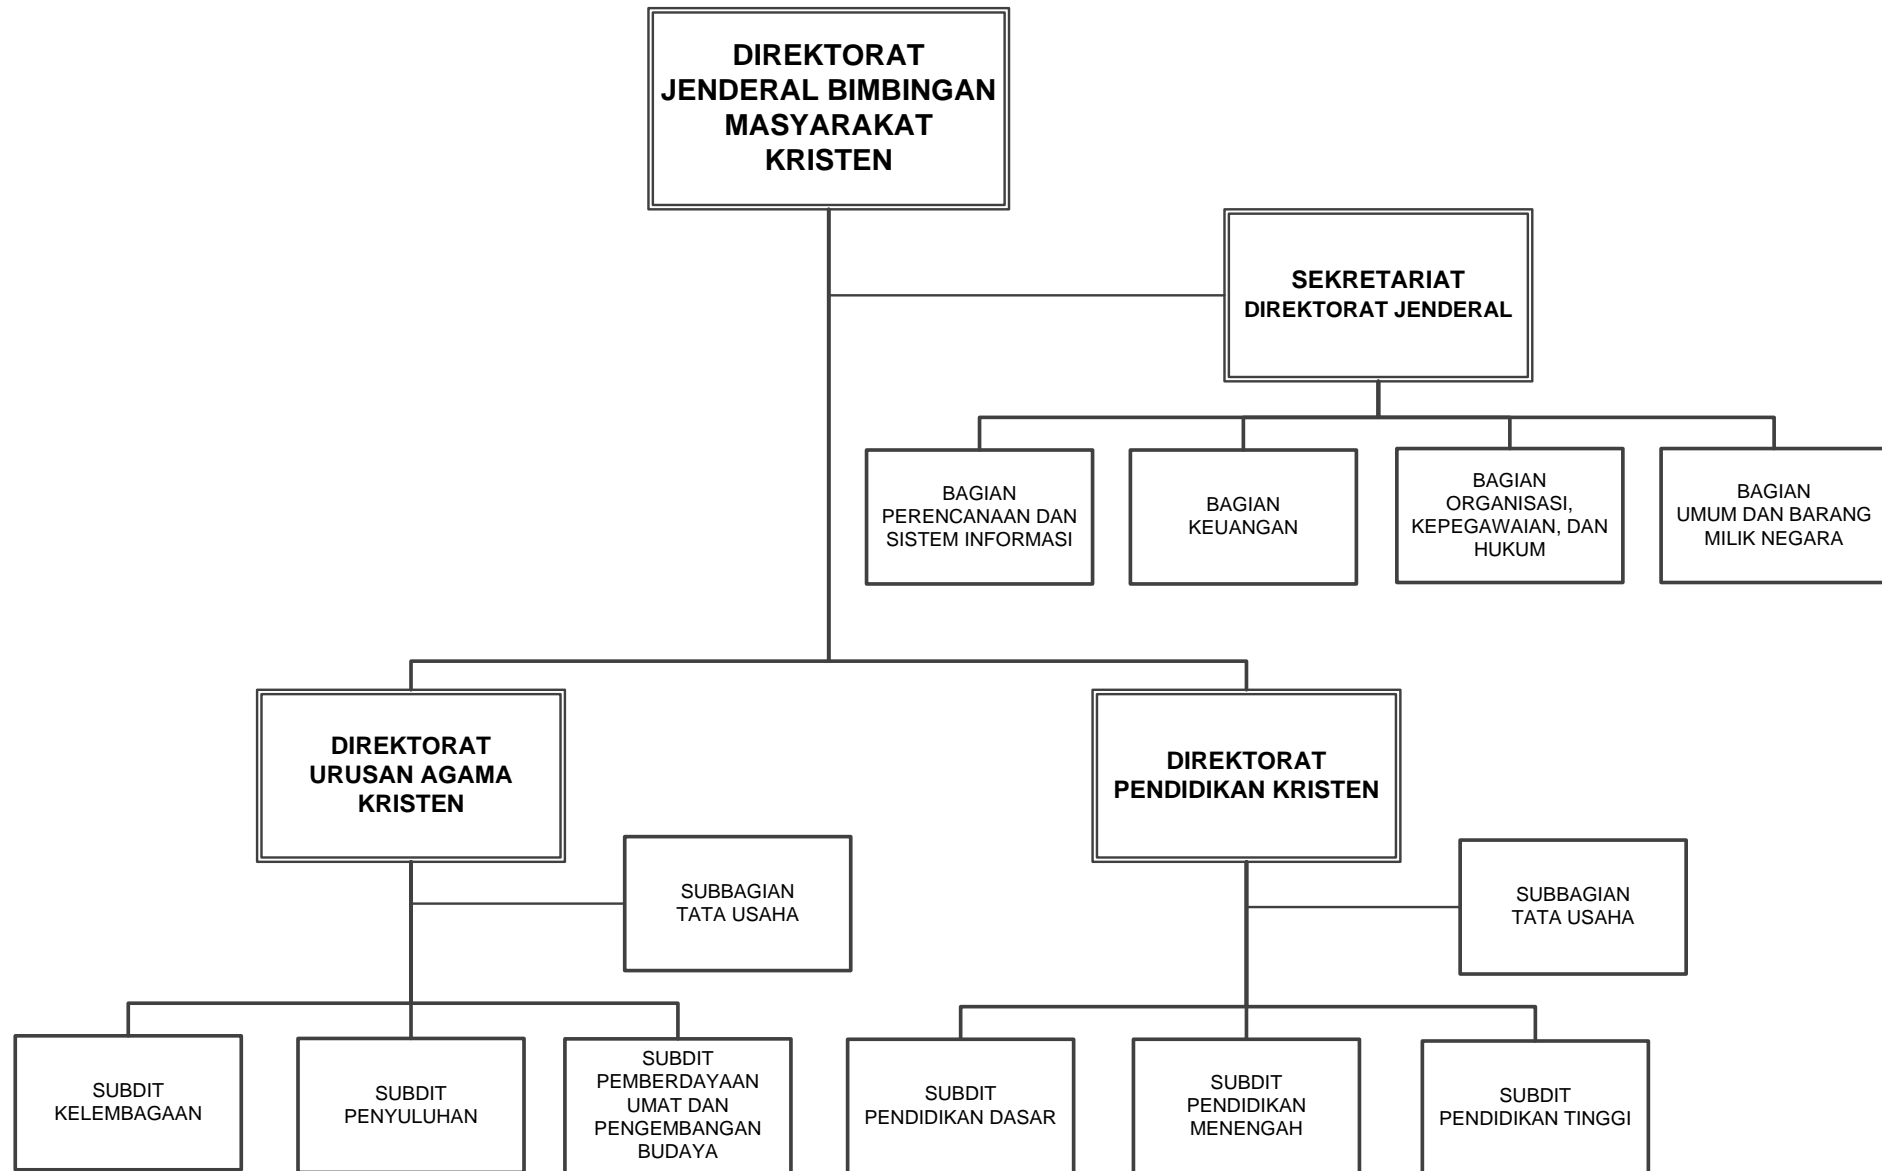 DIREKTORAT
JENDERAL BIMBINGAN
MASYARAKAT
KRISTEN
SEKRETARIAT
DIREKTORAT JENDERAL
BAGIAN
PERENCANAAN DAN
SISTEM INFORMASI
BAGIAN
KEUANGAN
BAGIAN
ORGANISASI,
KEPEGAWAIAN, DAN
HUKUM
BAGIAN
UMUM DAN BARANG
MILIK NEGARA
DIREKTORAT
URUSAN AGAMA
KRISTEN
DIREKTORAT
PENDIDIKAN KRISTEN
SUBBAGIAN
TATA USAHA
SUBBAGIAN
TATA USAHA
SUBDIT
KELEMBAGAAN
SUBDIT
PENYULUHAN
SUBDIT
PEMBERDAYAAN
UMAT DAN
PENGEMBANGAN
BUDAYA
SUBDIT
PENDIDIKAN DASAR
SUBDIT
PENDIDIKAN
MENENGAH
SUBDIT
PENDIDIKAN TINGGI